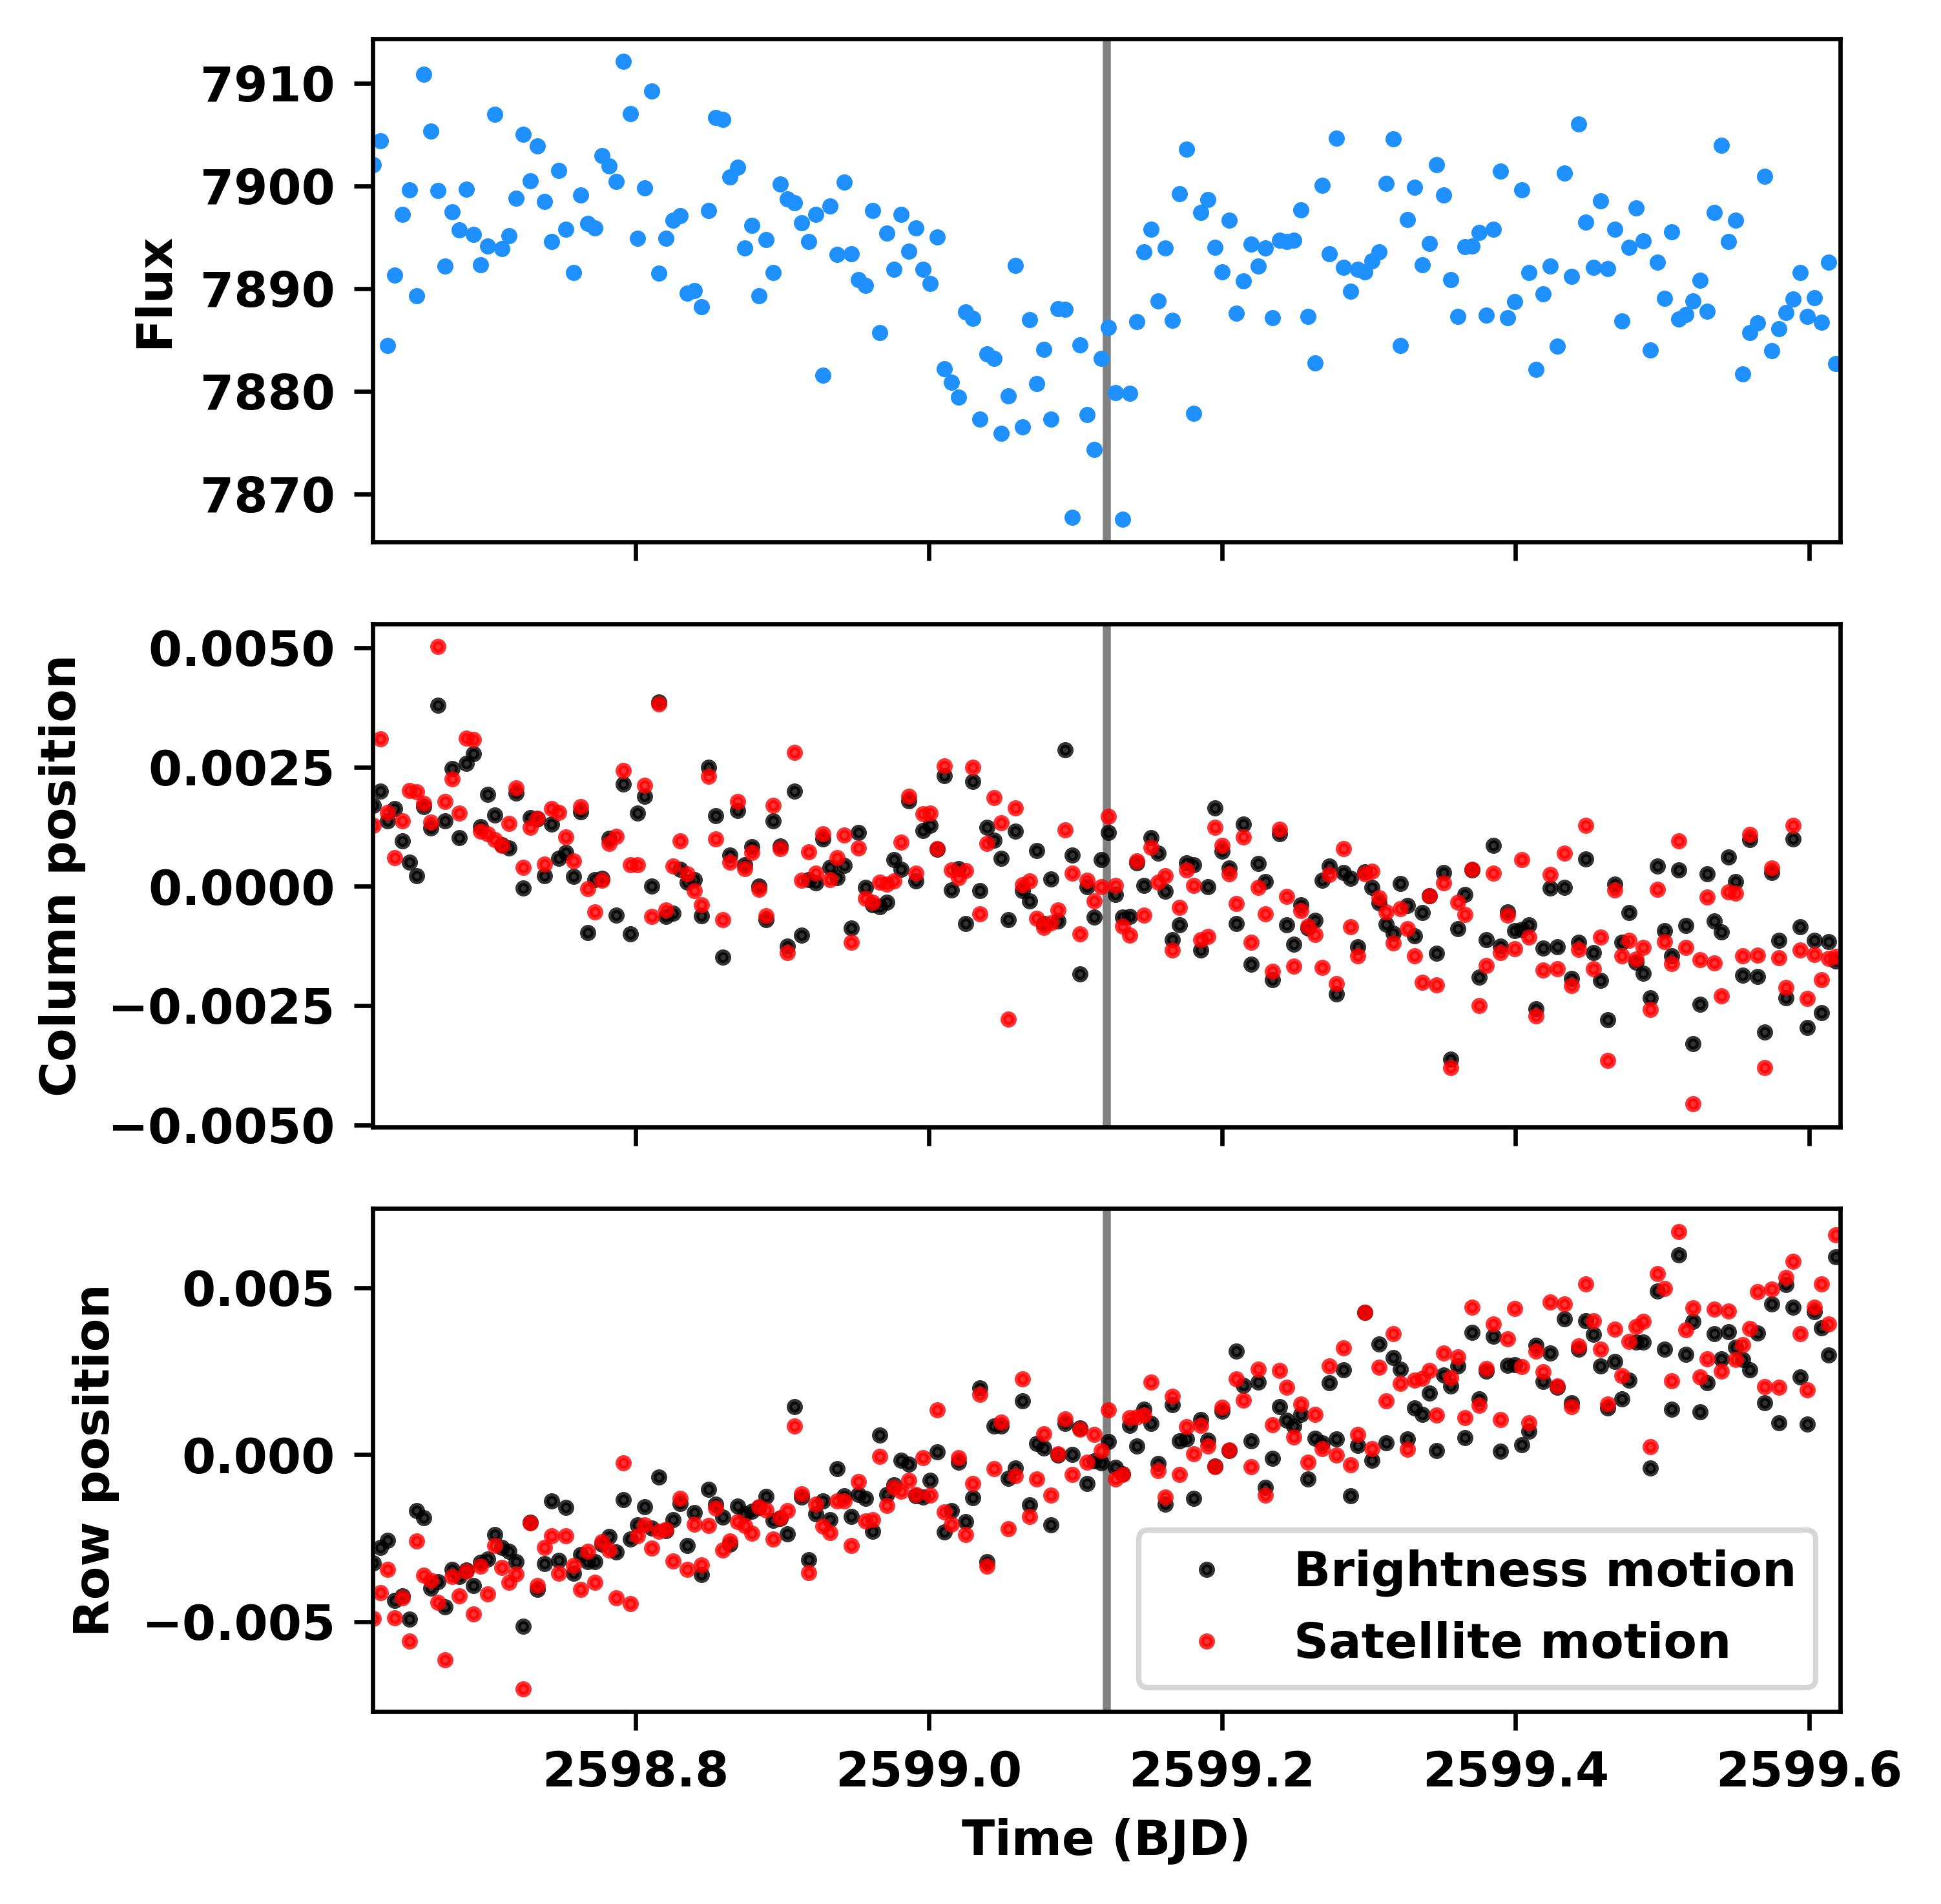 7910
7900
7890
7880
7870
Flux
0.0050
0.0025
0.0000
−0.0025
−0.0050
Column position
0.005
0.000
−0.005
Row position
Brightness motion
Satellite motion
2598.8 2599.0 2599.2 2599.4 2599.6
Time (BJD)